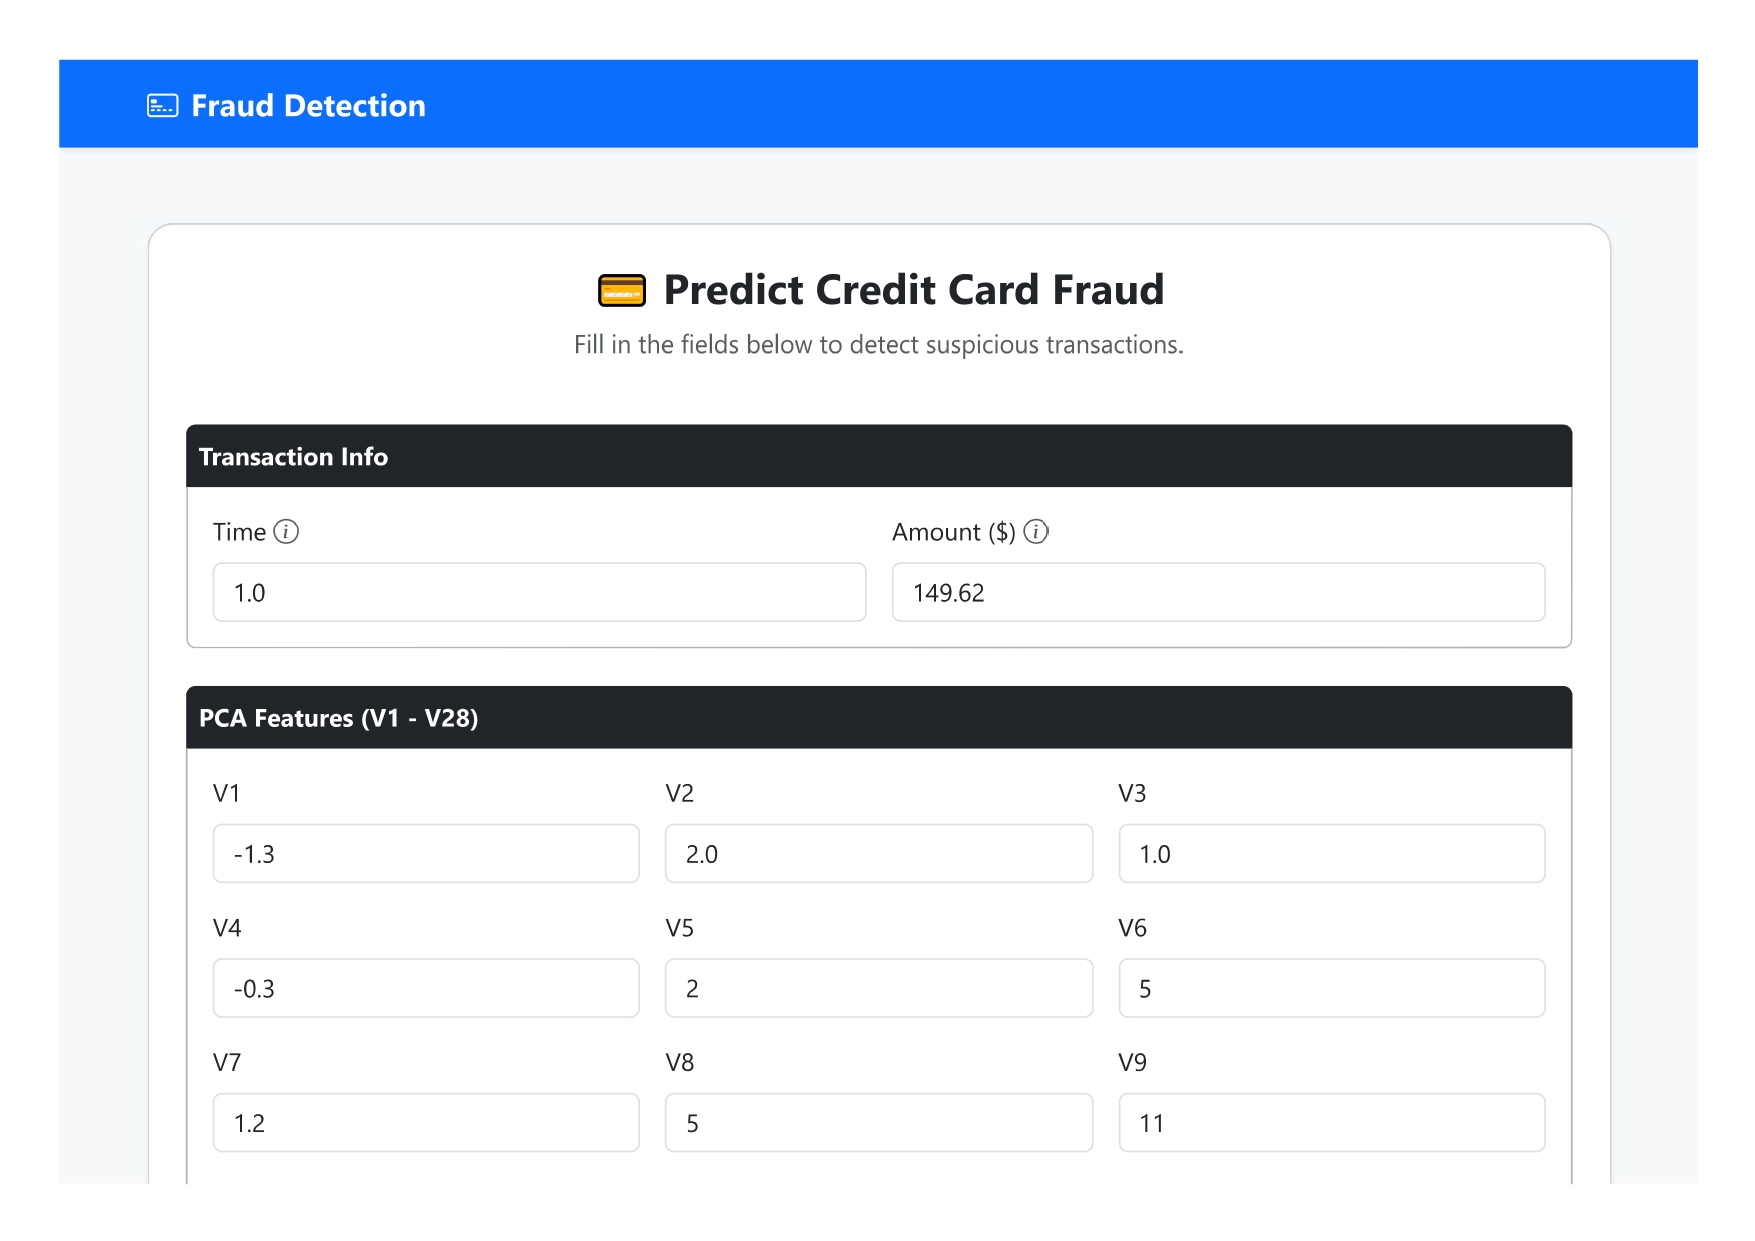 Fraud Detection
Predict Credit Card Fraud
Fill in the fields below to detect suspicious transactions.
Transaction Info
Time
Amount ($)
1.0
149.62
PCA Features (V1 - V28)
V1
V2
V3
-1.3
2.0
1.0
V4
V5
V6
-0.3
2
5
V7
V8
V9
1.2
5
11